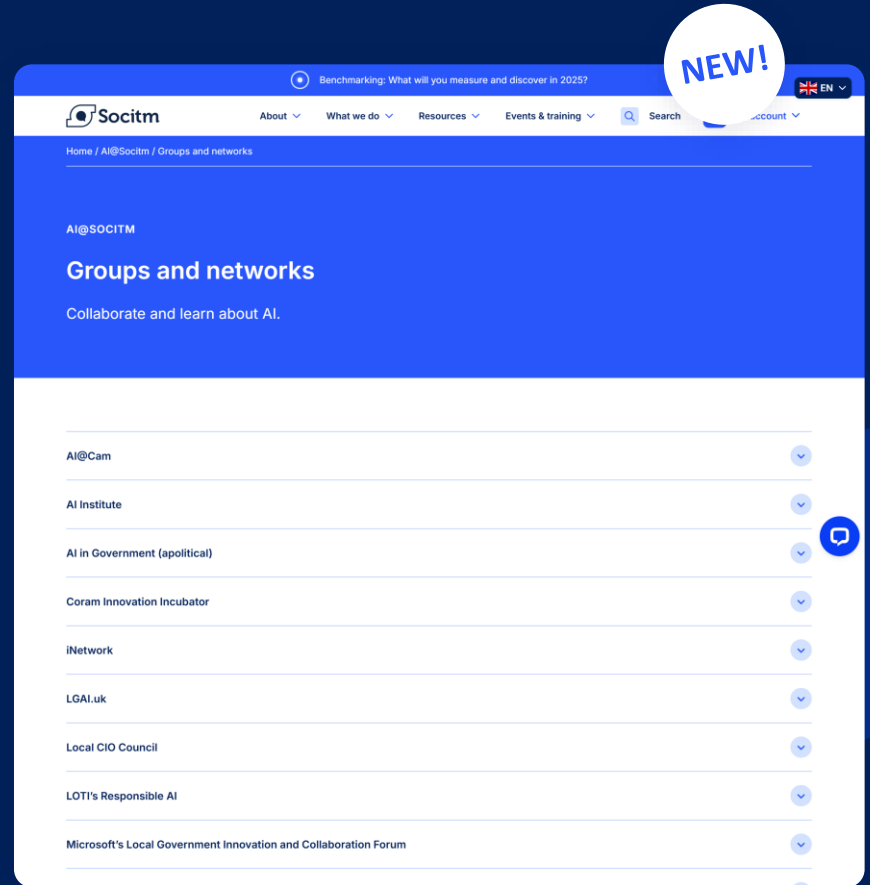 NEW!
Benchmarking: What will you measure and discover in 2025?
EN
Socitm
About
What we do
Resources
Events & training
Search
ccount
Home / AI@Socitm / Groups and networks
AI@SOCITM
Groups and networks
Collaborate and learn about AI.
AI@Cam
AI Institute
AI in Government (apolitical)
Coram Innovation Incubator
iNetwork
LGAI.uk
Local CIO Council
LOTI's Responsible AI
Microsoft's Local Government Innovation and Collaboration Forum